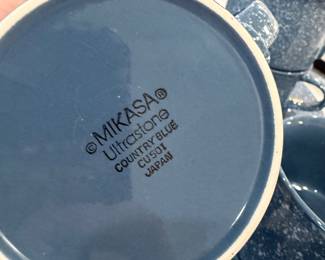 ©MIKASA®
Ultrastone
COUNTRY BLUE
CU501
JAPAN